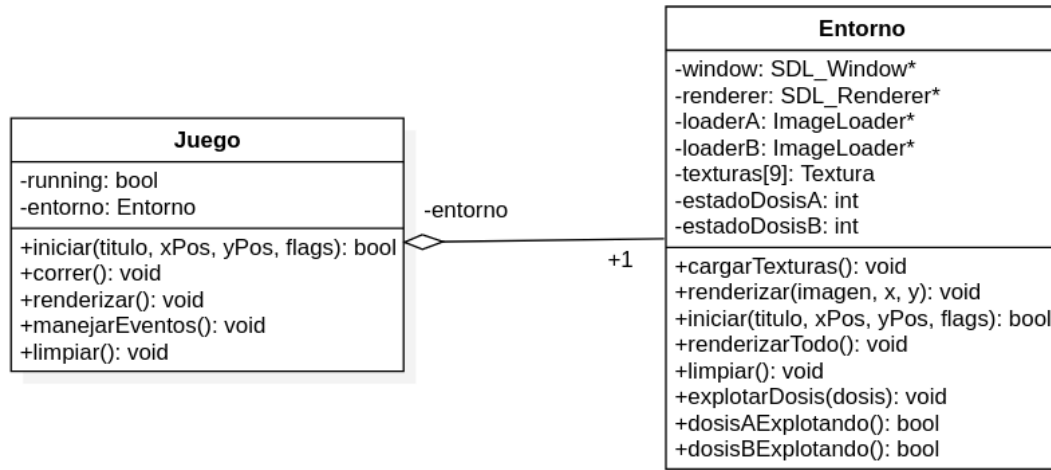 Juego
-running: bool
-entorno: Entorno
+iniciar(titulo, xPos, yPos, flags): bool
+correr(): void
+renderizar(): void
+manejarEventos(): void
+limpiar(): void
-entorno
+1
Entorno
-window: SDL_Window*
-renderer: SDL_Renderer*
-loaderA: ImageLoader*
-loaderB: ImageLoader*
-texturas[9]: Textura
-estadoDosisA: int
-estadoDosisB: int
+cargarTexturas(): void
+renderizar(imagen, x, y): void
+iniciar(titulo, xPos, yPos, flags): bool
+renderizarTodo(): void
+limpiar(): void
+explotarDosis(dosis): void
+dosisAExplotando(): bool
+dosisBExplotando(): bool